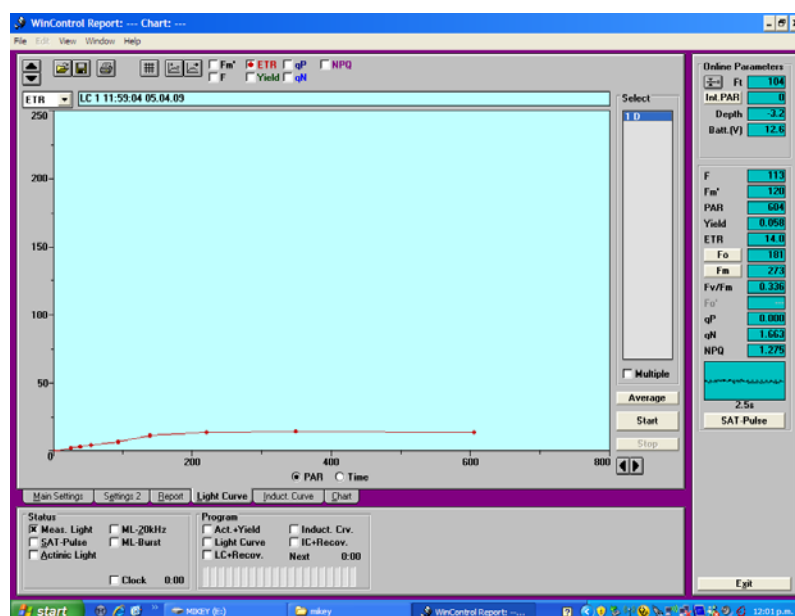 WinControl Report: --- Chart: ---
File Edit View Window Help
Fm' ETR qP NPQ
F Yield qN
ETR LC 1 11:59:04 05.04.09
Select
1 D
250
200
150
100
50
0
200
400
600
800
PAR Time
Multiple
Average
Start
Stop
Main Settings Settings 2 Report Light Curve Induct. Curve Chart
Status
Meas. Light ML-20kHz
SAT-Pulse ML-Burst
Actinic Light
Clock 0:00
Program
Act.+Yield Induct. Crv.
Light Curve IC+Recov.
LC+Recov. Next 0:00
Online Parameters
Ft 104
Int.PAR 0
Depth -3.2
Batt.(V) 12.6
F 113
Fm' 120
PAR 604
Yield 0.058
ETR 14.0
Fo 181
Fm 273
Fv/Fm 0.336
Fo' ---
qP 0.000
qN 1.663
NPQ 1.275
2.5s
SAT-Pulse
Exit
start
MIKEY (E:)
mikey
WinControl Report: --...
12:01 p.m.